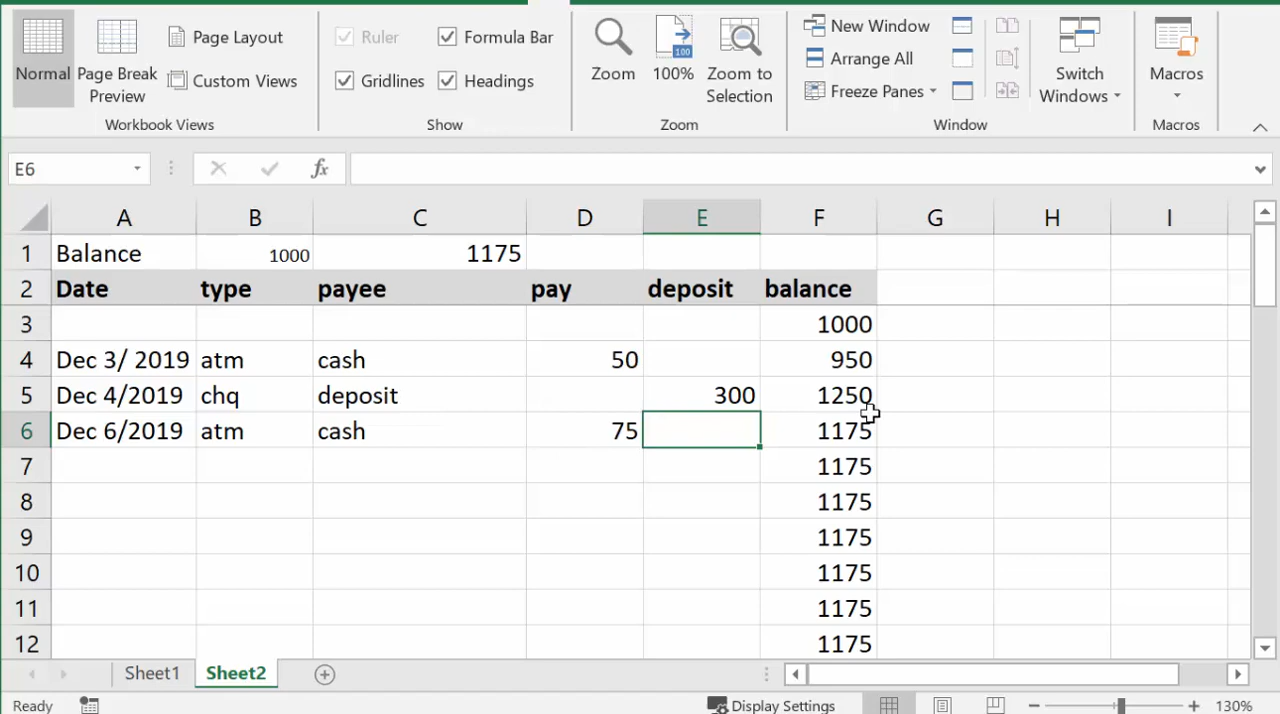 Normal
Page Break Preview
Page Layout
Custom Views
Workbook Views
Ruler
Formula Bar
Gridlines
Headings
Show
Zoom
100
100%
Zoom to Selection
Zoom
New Window
Arrange All
Freeze Panes
Switch Windows
Window
Macros
Macros
E6 fx
A B C D E F G H I
1 Balance 1000 1175
2 Date type payee pay deposit balance
3 1000
4 Dec 3/ 2019 atm cash 50 950
5 Dec 4/2019 chq deposit 300 1250
6 Dec 6/2019 atm cash 75 1175
7 1175
8 1175
9 1175
10 1175
11 1175
12 1175
Sheet1 Sheet2
Ready Display Settings 130%